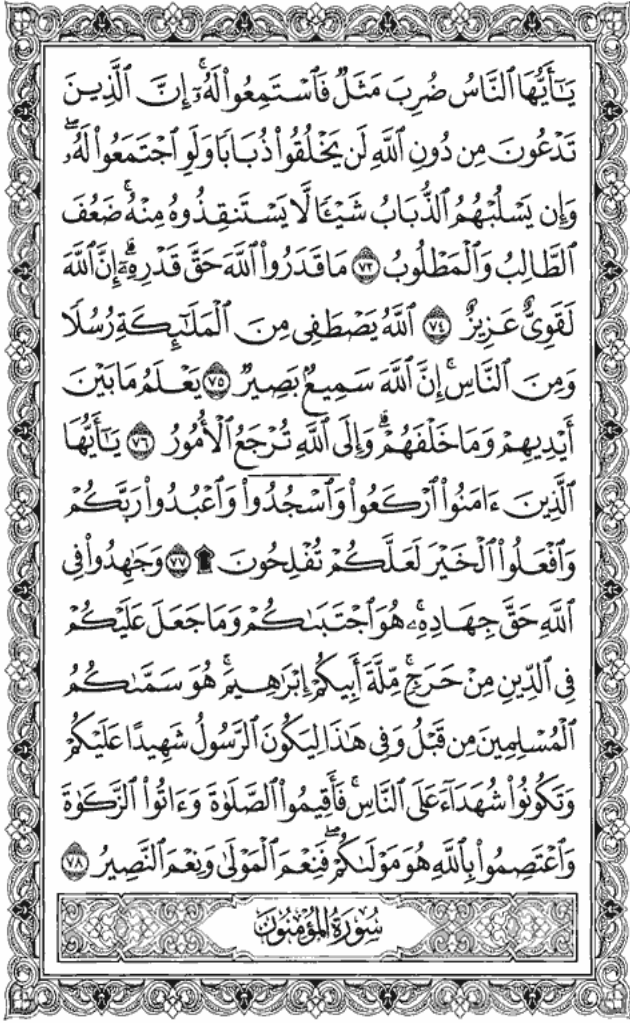 يَٰٓأَيُّهَا ٱلنَّاسُ ضُرِبَ مَثَلٌ فَٱسْتَمِعُوا۟ لَهُۥٓ ۚ إِنَّ ٱلَّذِينَ
تَدْعُونَ مِن دُونِ ٱللَّهِ لَن يَخْلُقُوا۟ ذُبَابًا وَلَوِ ٱجْتَمَعُوا۟ لَهُۥ ۖ
وَإِن يَسْلُبْهُمُ ٱلذُّبَابُ شَيْـًٔا لَّا يَسْتَنقِذُوهُ مِنْهُ ۚ ضَعُفَ
ٱلطَّالِبُ وَٱلْمَطْلُوبُ ٧٣ مَا قَدَرُوا۟ ٱللَّهَ حَقَّ قَدْرِهِۦٓ ۗ إِنَّ ٱللَّهَ
لَقَوِىٌّ عَزِيزٌ ٧٤ ٱللَّهُ يَصْطَفِى مِنَ ٱلْمَلَٰٓئِكَةِ رُسُلًا
وَمِنَ ٱلنَّاسِ ۚ إِنَّ ٱللَّهَ سَمِيعٌۢ بَصِيرٌ ٧٥ يَعْلَمُ مَا بَيْنَ
أَيْدِيهِمْ وَمَا خَلْفَهُمْ ۗ وَإِلَى ٱللَّهِ تُرْجَعُ ٱلْأُمُورُ ٧٦ يَٰٓأَيُّهَا
ٱلَّذِينَ ءَامَنُوا۟ ٱرْكَعُوا۟ وَٱسْجُدُوا۟ وَٱعْبُدُوا۟ رَبَّكُمْ
وَٱفْعَلُوا۟ ٱلْخَيْرَ لَعَلَّكُمْ تُفْلِحُونَ ۩ ٧٧ وَجَٰهِدُوا۟ فِى
ٱللَّهِ حَقَّ جِهَادِهِۦ ۚ هُوَ ٱجْتَبَىٰكُمْ وَمَا جَعَلَ عَلَيْكُمْ
فِى ٱلدِّينِ مِنْ حَرَجٍ ۚ مِّلَّةَ أَبِيكُمْ إِبْرَٰهِيمَ ۚ هُوَ سَمَّىٰكُمُ
ٱلْمُسْلِمِينَ مِن قَبْلُ وَفِى هَٰذَا لِيَكُونَ ٱلرَّسُولُ شَهِيدًا عَلَيْكُمْ
وَتَكُونُوا۟ شُهَدَآءَ عَلَى ٱلنَّاسِ ۚ فَأَقِيمُوا۟ ٱلصَّلَوٰةَ وَءَاتُوا۟ ٱلزَّكَوٰةَ
وَٱعْتَصِمُوا۟ بِٱللَّهِ هُوَ مَوْلَىٰكُمْ ۖ فَنِعْمَ ٱلْمَوْلَىٰ وَنِعْمَ ٱلنَّصِيرُ ٧٨
سُورَةُ الْمُؤْمِنُونَ